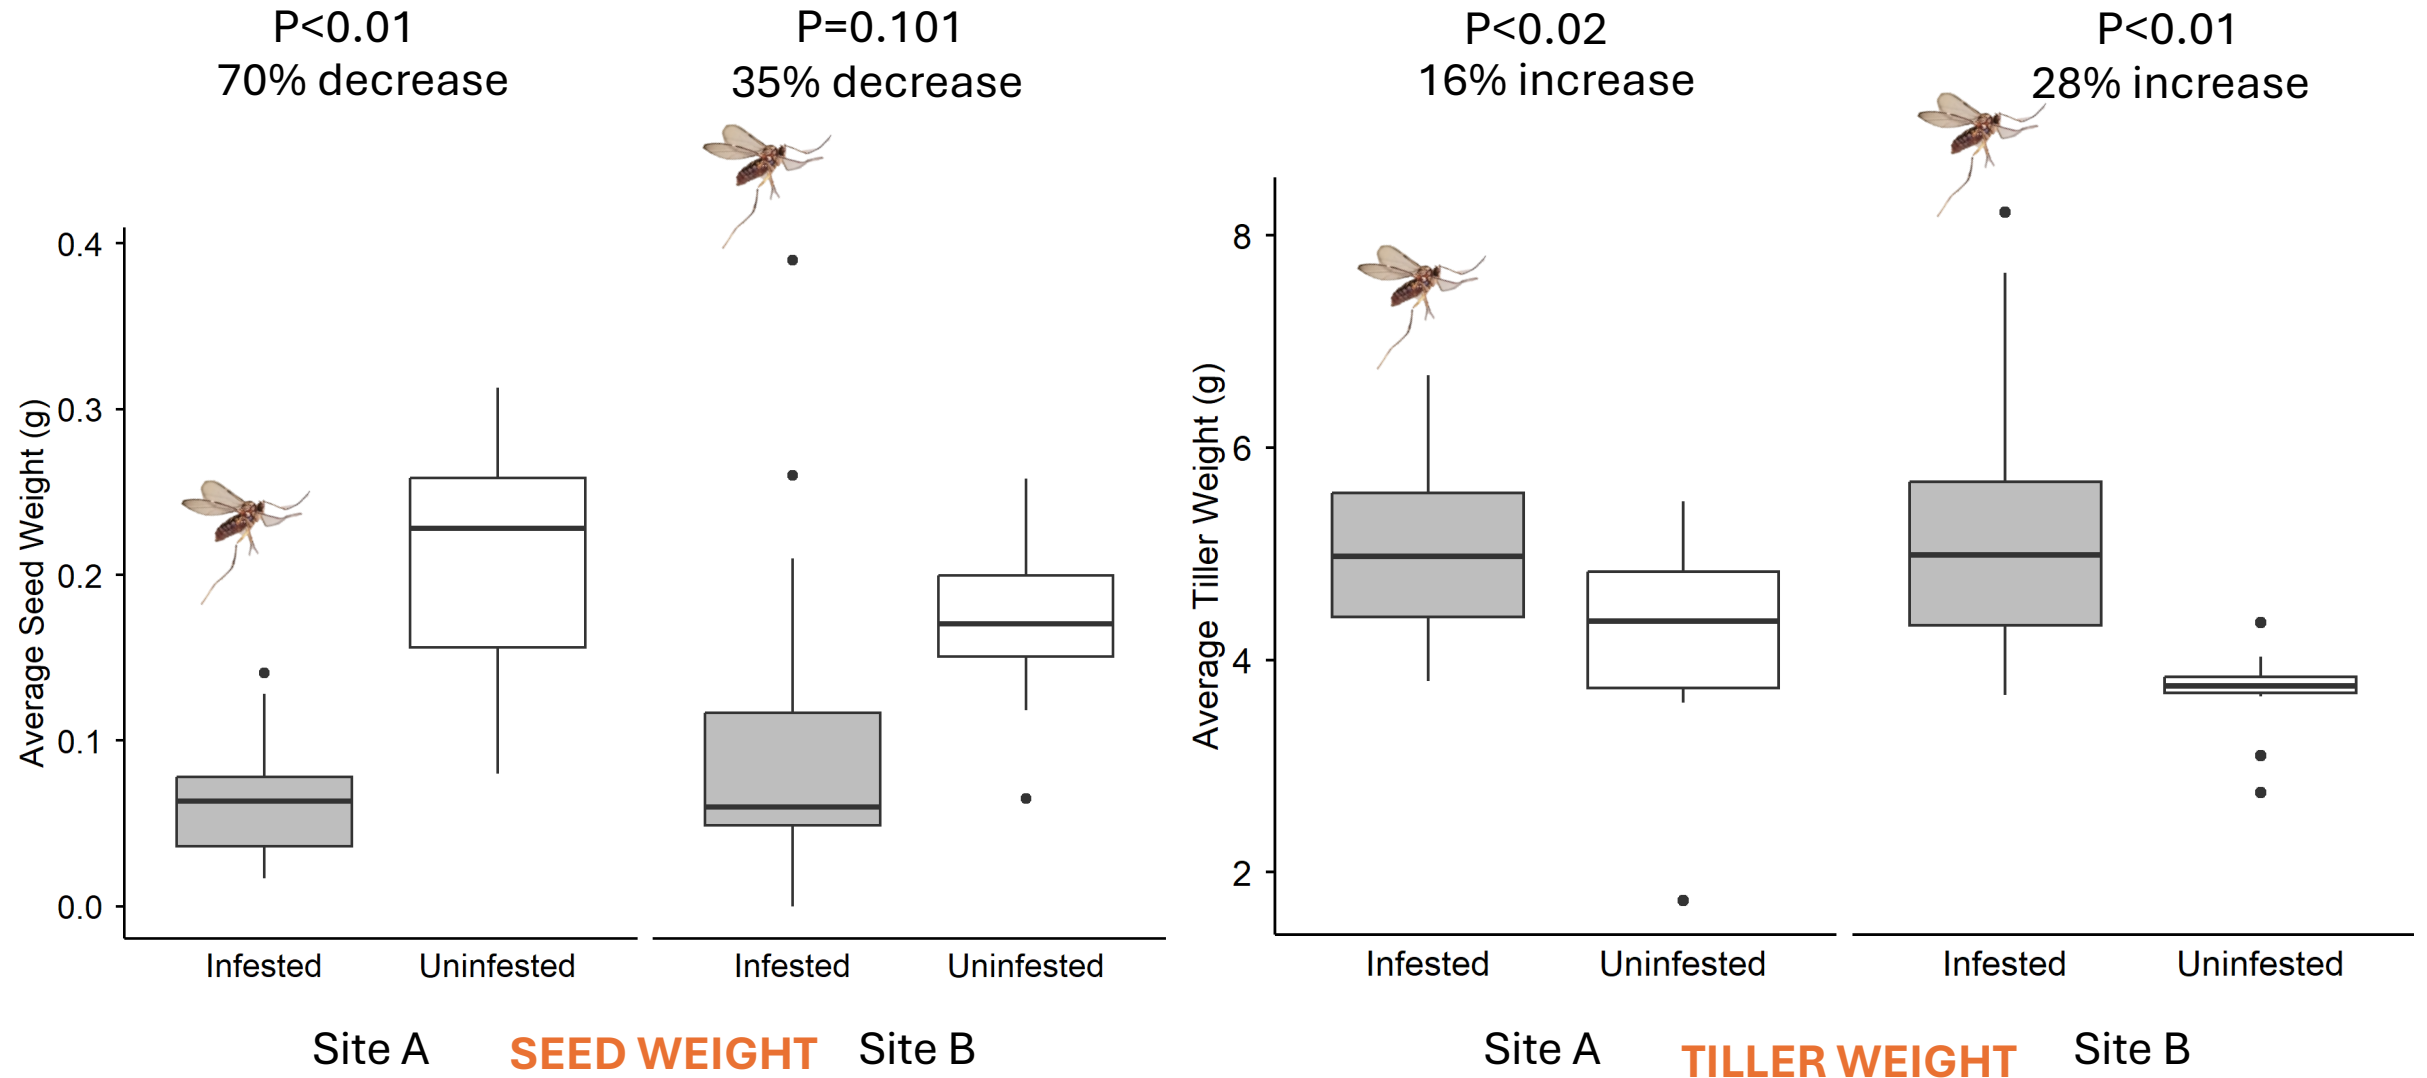 P<0.01
70% decrease
P=0.101
35% decrease
P<0.02
16% increase
P<0.01
28% increase
Average Seed Weight (g)
0.4
0.3
0.2
0.1
0.0
Infested
Uninfested
Infested
Uninfested
Site A
SEED WEIGHT
Site B
Average Tiller Weight (g)
8
6
4
2
Infested
Uninfested
Infested
Uninfested
Site A
TILLER WEIGHT
Site B